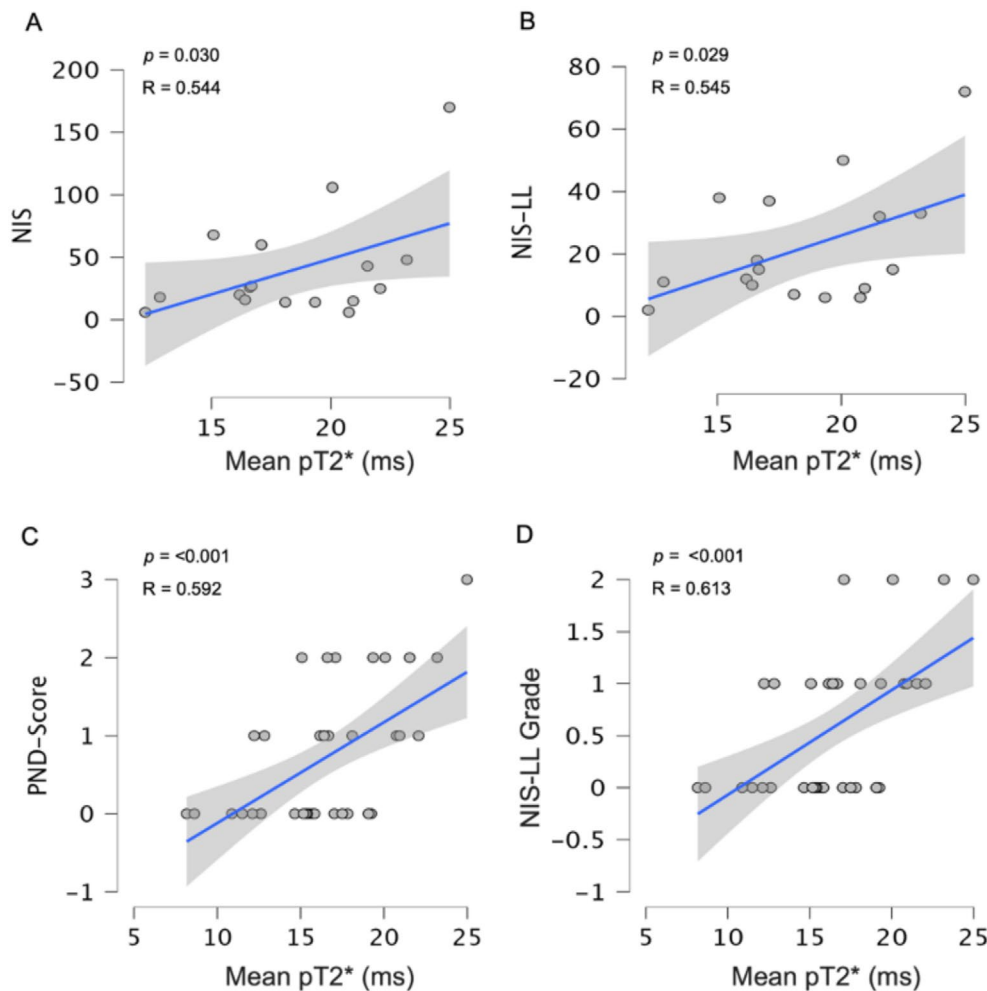 A
p = 0.030
R = 0.544
200
150
100
50
0
−50
NIS
15 20 25
Mean pT2* (ms)
B
p = 0.029
R = 0.545
80
60
40
20
0
−20
NIS-LL
15 20 25
Mean pT2* (ms)
C
p = <0.001
R = 0.592
3
2
1
0
−1
PND-Score
5 10 15 20 25
Mean pT2* (ms)
D
p = <0.001
R = 0.613
2
1.5
1
0.5
0
−0.5
−1
NIS-LL Grade
5 10 15 20 25
Mean pT2* (ms)